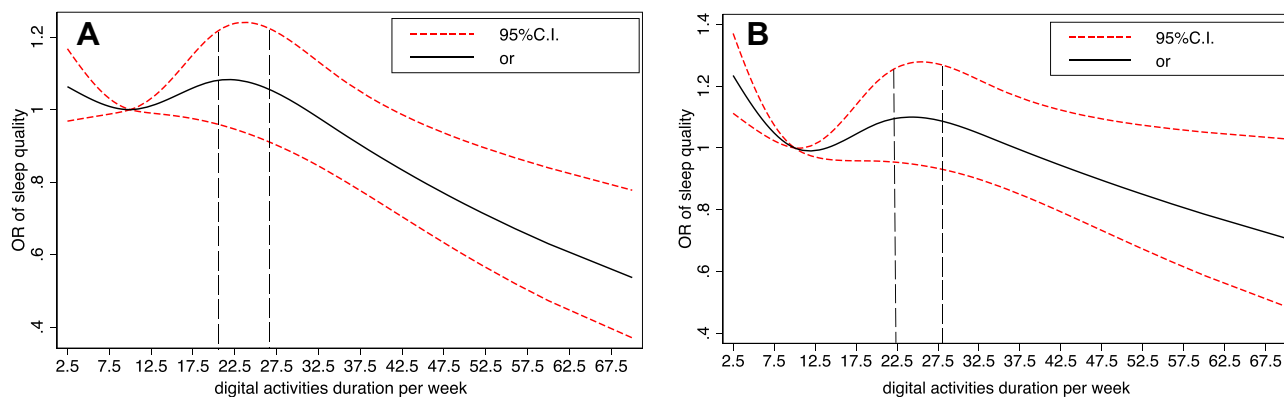 A
95%C.I.
or
OR of sleep quality
1.2
1
.8
.6
.4
2.5 7.5 12.5 17.5 22.5 27.5 32.5 37.5 42.5 47.5 52.5 57.5 62.5 67.5
digital activities duration per week
B
95%C.I.
or
OR of sleep quality
1.4
1.2
1
.8
.6
.4
2.5 7.5 12.5 17.5 22.5 27.5 32.5 37.5 42.5 47.5 52.5 57.5 62.5 67.5
digital activities duration per week